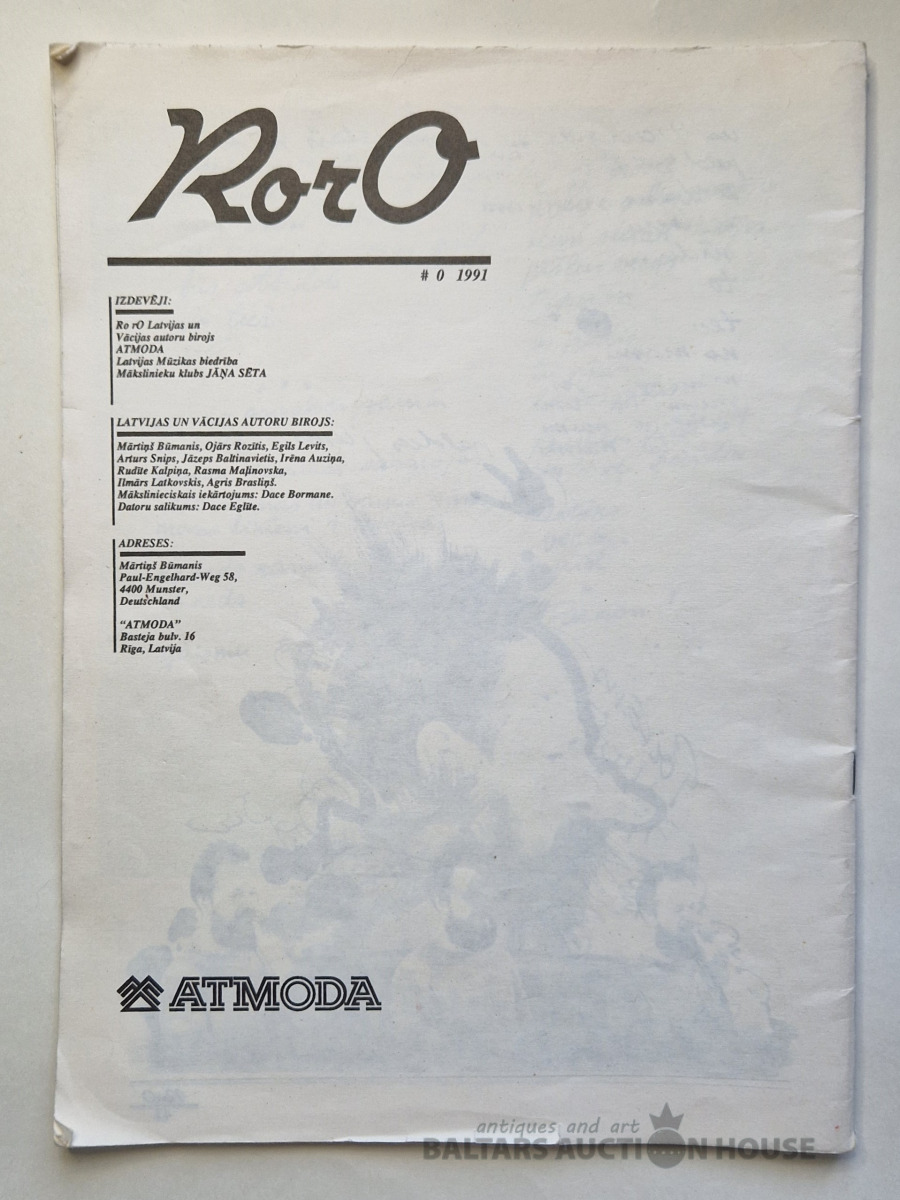 RorO
# 0 1991
IZDEVĒJI:
Ro rO Latvijas un
Vācijas autoru birojs
ATMODA
Latvijas Mūzikas biedrība
Mākslinieku klubs JĀŅA SĒTA
LATVIJAS UN VĀCIJAS AUTORU BIROJS:
Mārtiņš Būmanis, Ojārs Rozītis, Egils Levits,
Arturs Snips, Jāzeps Baltinavietis, Irēna Auziņa,
Rudīte Kalpiņa, Rasma Maļinovska,
Ilmārs Latkovskis, Agris Brasliņš.
Mākslinieciskais iekārtojums: Dace Bormane.
Datoru salikums: Dace Eglīte.
ADRESES:
Mārtiņš Būmanis
Paul-Engelhard-Weg 58,
4400 Munster,
Deutschland
"ATMODA"
Basteja bulv. 16
Rīga, Latvija
ATMODA
antiques and art
BALTARS AUCTION HOUSE